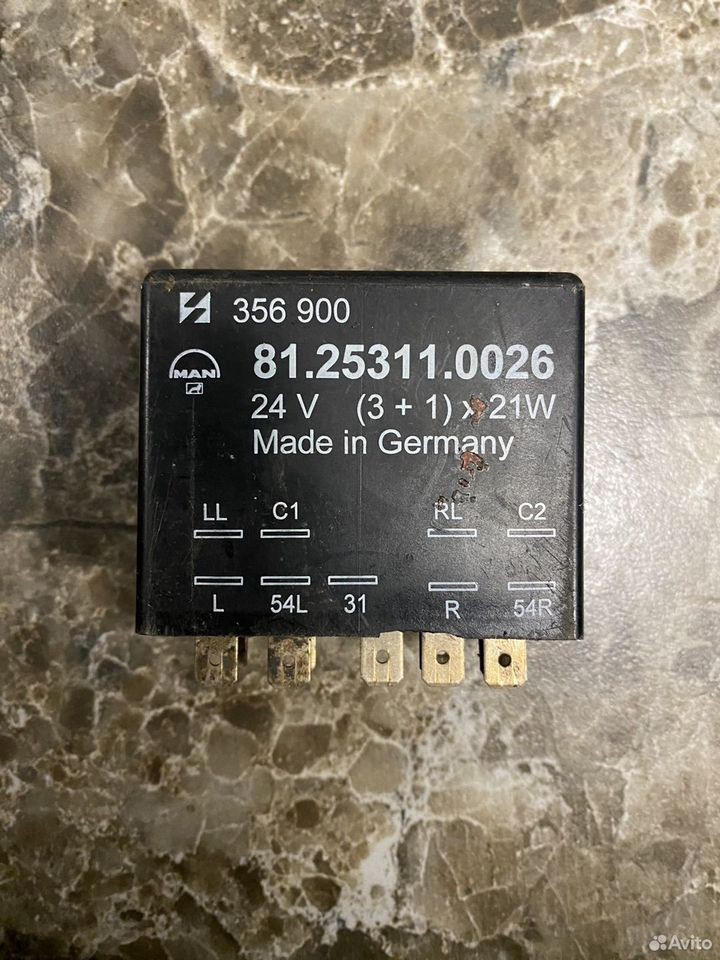 356 900
MAN 81.25311.0026
24 V (3 + 1) x 21W
Made in Germany
LL C1 RL C2
L 54L 31 R 54R
Avito